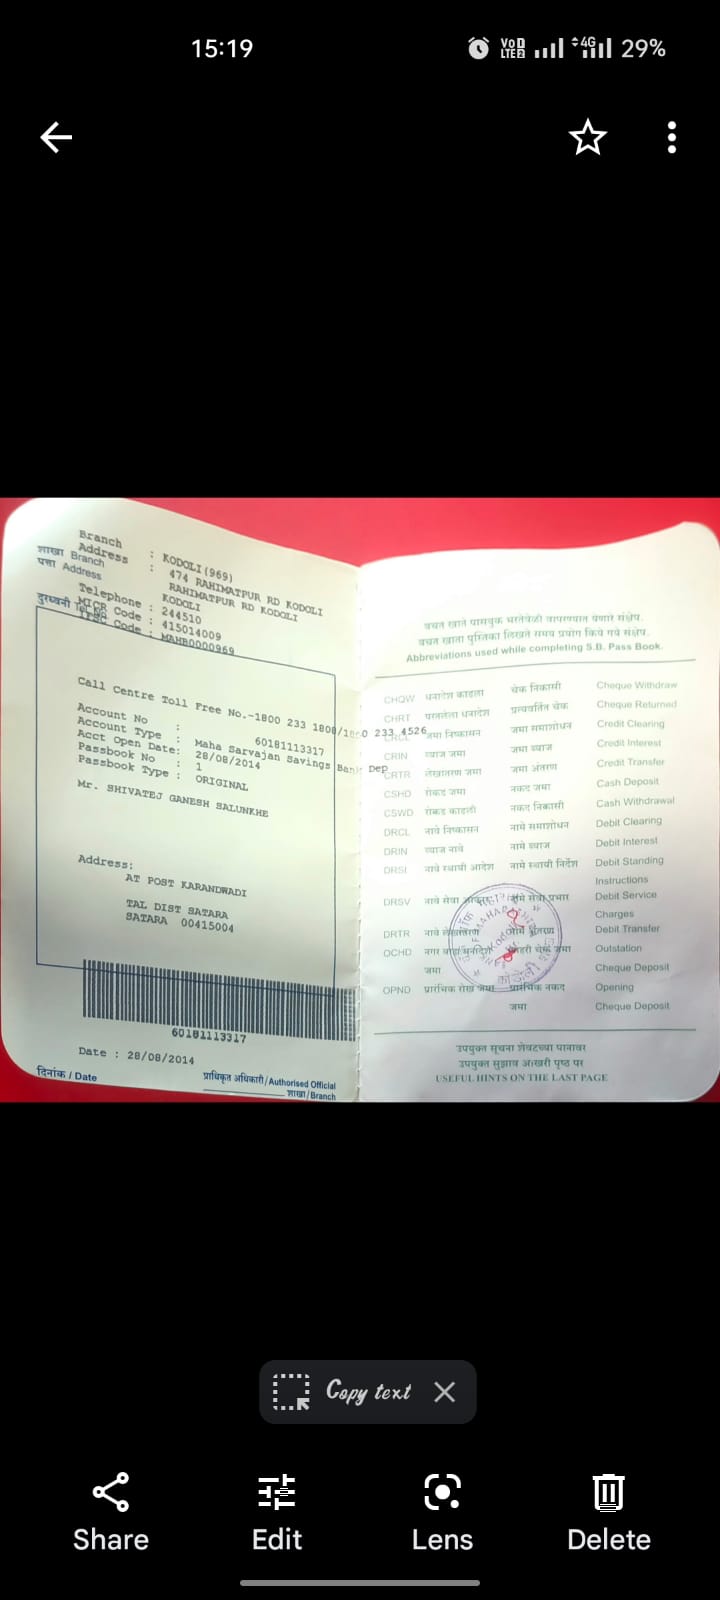 15:19
Vo 1 LTE 2 4G 29%
Branch : KODOLI (969)
Address : 474 RAHIMATPUR RD KODOLI
शाखा Branch
पत्ता Address
RAHIMATPUR RD KODOLI
KODOLI
Telephone : 244510
दुरध्वनी Tel No
MICR Code : 415014009
IFSC Code : MAHB0000969
Call Centre Toll Free No.-1800 233 1808/1800 233 4526
Account No : 60181113317
Account Type : Maha Sarvajan Savings Bank Dep
Acct Open Date: 28/08/2014
Passbook No : 1
Passbook Type : ORIGINAL
Mr. SHIVATEJ GANESH SALUNKHE
Address:
AT POST KARANDWADI
TAL DIST SATARA
SATARA 00415004
60181113317
Date : 28/08/2014
दिनांक / Date
प्राधिकृत अधिकारी/Authorised Official
शाखा/Branch
बचत खाते पासबुक भरतेवेळी वापरण्यात येणारे संक्षेप.
बचत खाता पुस्तिका लिखते समय प्रयोग किये गये संक्षेप.
Abbreviations used while completing S.B. Pass Book.
CHQW धनादेश काढला चेक निकासी Cheque Withdraw
CHRT परतलेला धनादेश प्रत्यवर्तित चेक Cheque Returned
CRCL जमा निष्कासन जमा समाशोधन Credit Clearing
CRIN व्याज जमा जमा ब्याज Credit Interest
CRTR लेखांतरण जमा जमा अंतरण Credit Transfer
CSHD रोकड जमा नकद जमा Cash Deposit
CSWD रोकड काढली नकद निकासी Cash Withdrawal
DRCL नावे निष्कासन नामे समाशोधन Debit Clearing
DRIN व्याज नावे नामे ब्याज Debit Interest
DRSI नावे स्थायी आदेश नामे स्थायी निर्देश Debit Standing
Instructions
DRSV नावे सेवा आकार नामे सेवा प्रभार Debit Service
Charges
DRTR नावे लेखांतरण नामे अंतरण Debit Transfer
OCHD नगर बाह्य धनादेश बाहरी चेक जमा Outstation
जमा Cheque Deposit
OPND प्रारंभिक रोख जमा प्रारंभिक नकद Opening
जमा Cheque Deposit
उपयुक्त सूचना शेवटच्या पानावर
उपयुक्त सुझाव आखरी पृष्ठ पर
USEFUL HINTS ON THE LAST PAGE
Copy text
Share Edit Lens Delete